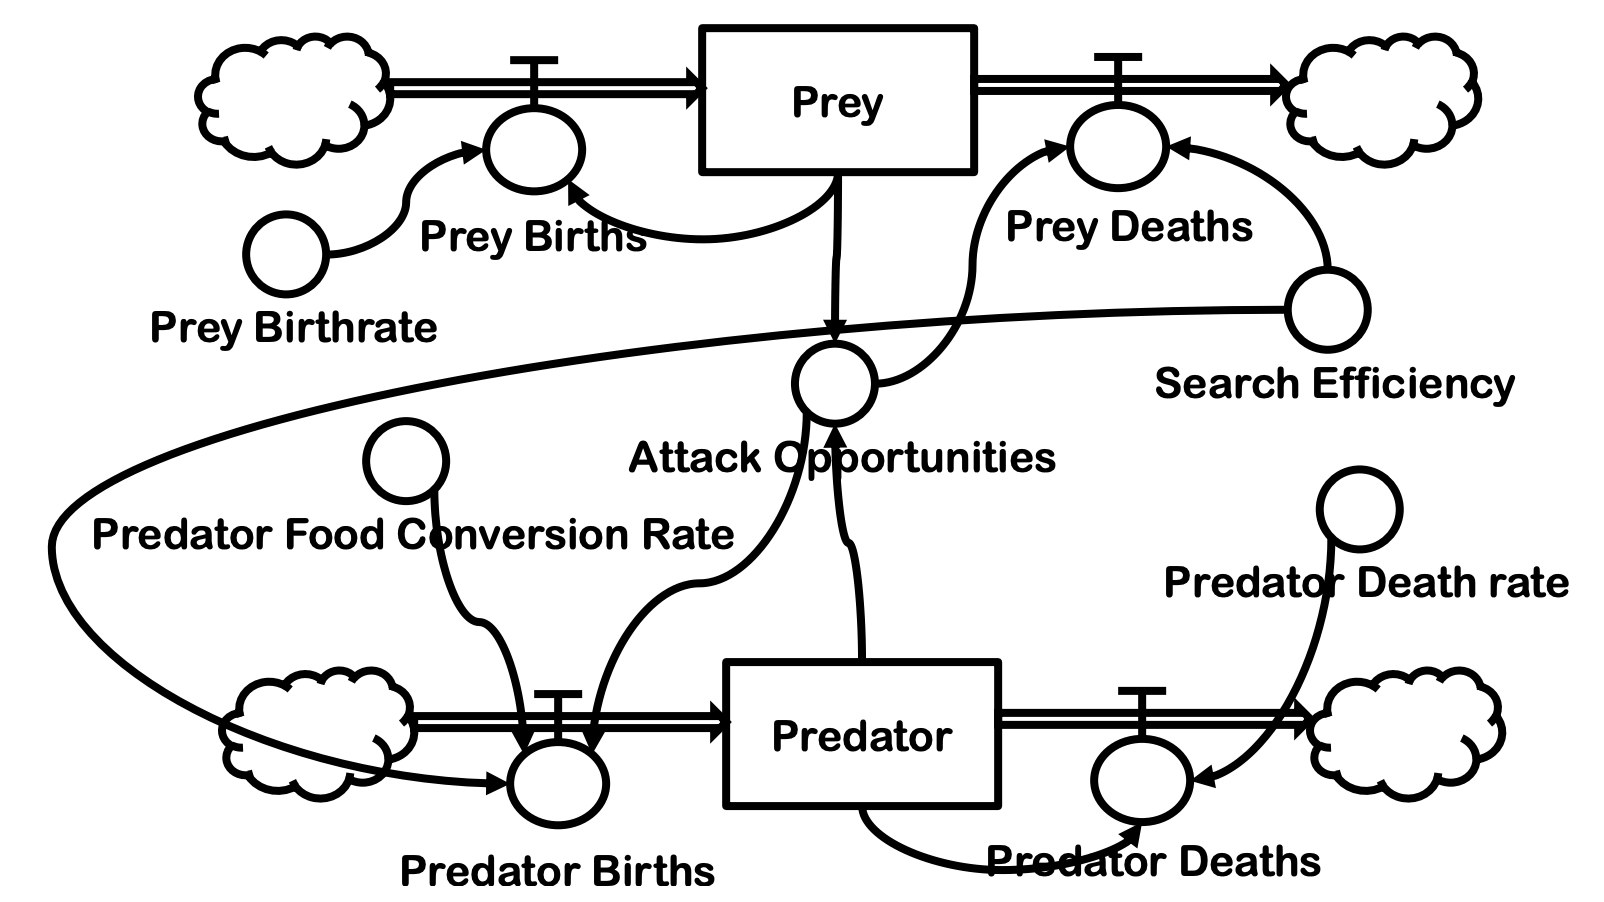 Prey
Prey Births
Prey Deaths
Prey Birthrate
Search Efficiency
Attack Opportunities
Predator Food Conversion Rate
Predator Death rate
Predator
Predator Births
Predator Deaths